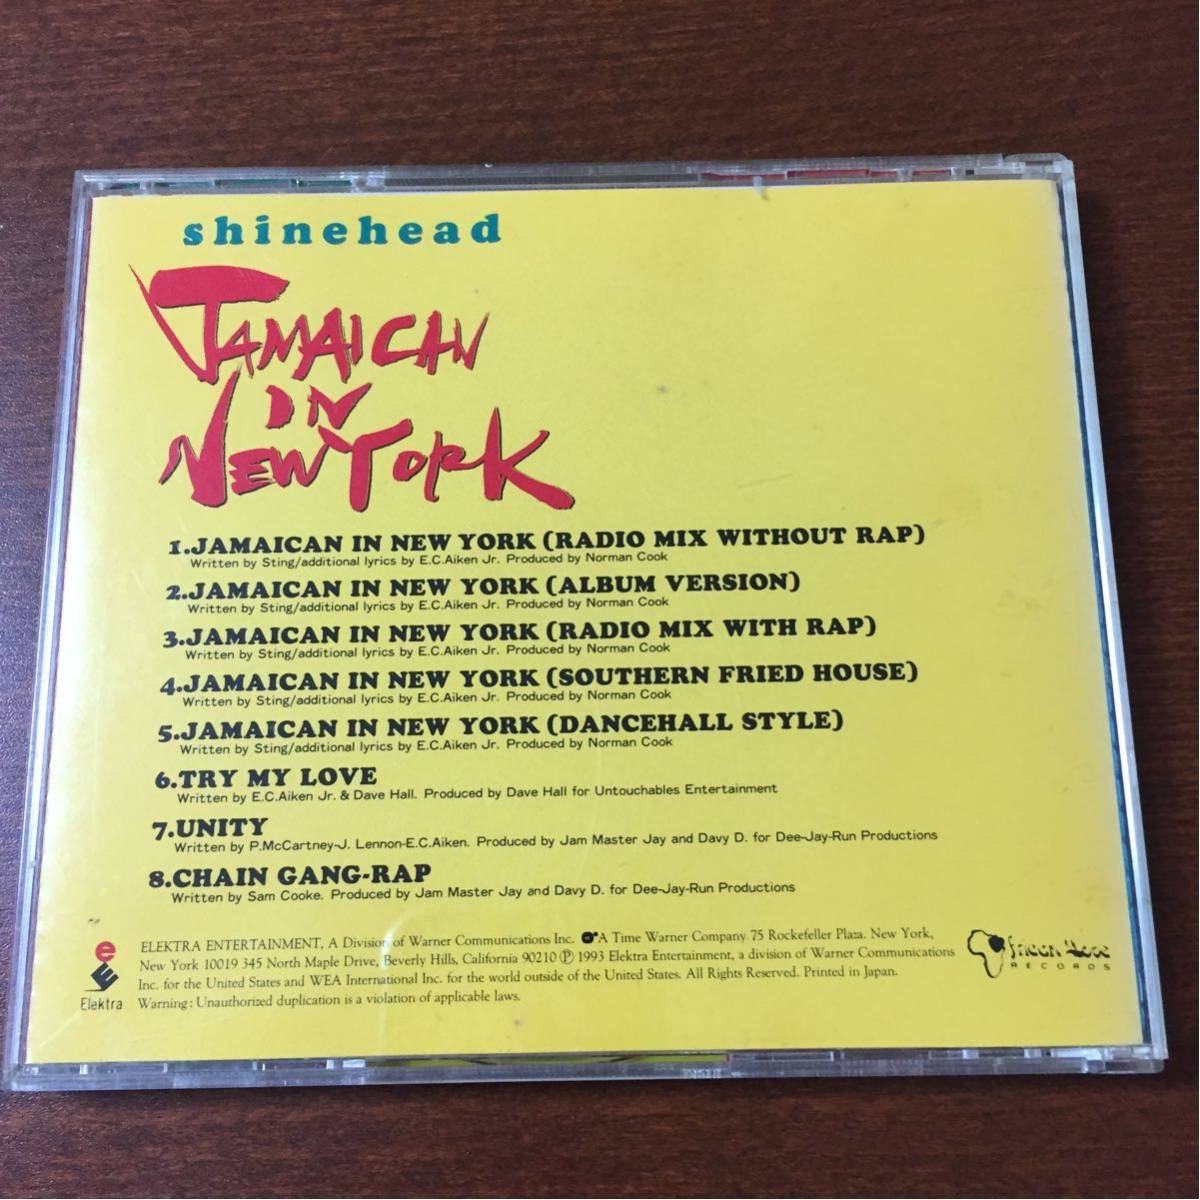 shinehead
JAMAICAN
IN
NEW YORK
1.JAMAICAN IN NEW YORK (RADIO MIX WITHOUT RAP)
Written by Sting/additional lyrics by E.C.Aiken Jr. Produced by Norman Cook
2.JAMAICAN IN NEW YORK (ALBUM VERSION)
Written by Sting/additional lyrics by E.C.Aiken Jr. Produced by Norman Cook
3.JAMAICAN IN NEW YORK (RADIO MIX WITH RAP)
Written by Sting/additional lyrics by E.C.Aiken Jr. Produced by Norman Cook
4.JAMAICAN IN NEW YORK (SOUTHERN FRIED HOUSE)
Written by Sting/additional lyrics by E.C.Aiken Jr. Produced by Norman Cook
5.JAMAICAN IN NEW YORK (DANCEHALL STYLE)
Written by Sting/additional lyrics by E.C.Aiken Jr. Produced by Norman Cook
6.TRY MY LOVE
Written by E.C.Aiken Jr. & Dave Hall. Produced by Dave Hall for Untouchables Entertainment
7.UNITY
Written by P.McCartney-J. Lennon-E.C.Aiken. Produced by Jam Master Jay and Davy D. for Dee-Jay-Run Productions
8.CHAIN GANG-RAP
Written by Sam Cooke. Produced by Jam Master Jay and Davy D. for Dee-Jay-Run Productions
ELEKTRA ENTERTAINMENT, A Division of Warner Communications Inc. A Time Warner Company 75 Rockefeller Plaza. New York,
New York 10019 345 North Maple Drive, Beverly Hills, California 90210 Ⓟ 1993 Elektra Entertainment, a division of Warner Communications
Inc. for the United States and WEA International Inc. for the world outside of the United States. All Rights Reserved. Printed in Japan.
Warning: Unauthorized duplication is a violation of applicable laws.
Elektra
African Love
RECORDS